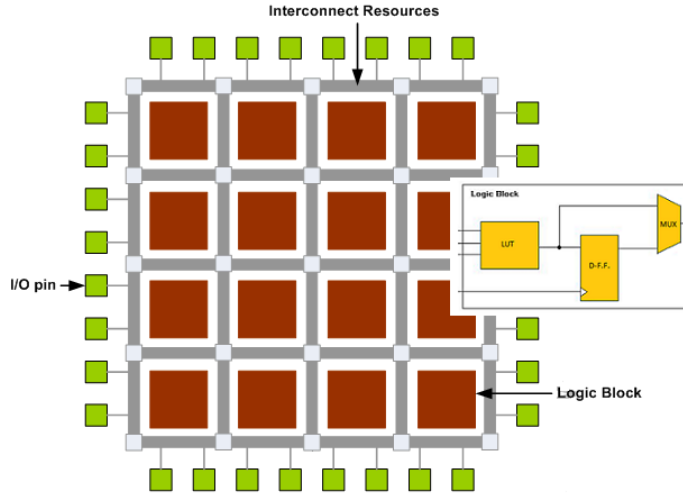 Interconnect Resources
Logic Block
LUT
MUX
D-F.F.
I/O pin
Logic Block